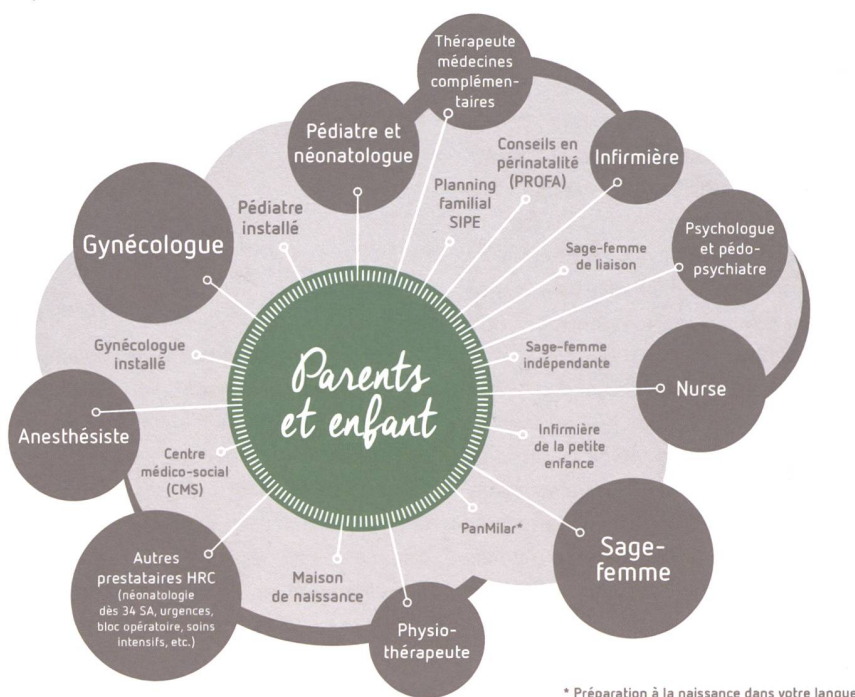 Thérapeute
médecines
complémen-
taires
Pédiatre et
néonatologue
Conseils en
périnatalité
(PROFA)
Infirmière
Planning
familial
SIPE
Pédiatre
installé
Gynécologue
Sage-femme
de liaison
Psychologue
et pédo-
psychiatre
Gynécologue
installé
Parents
et enfant
Sage-femme
indépendante
Nurse
Anesthésiste
Centre
médico-social
(CMS)
Infirmière
de la petite
enfance
PanMilar*
Sage-
femme
Autres
prestataires HRC
(néonatologie
dès 34 SA, urgences,
bloc opératoire, soins
intensifs, etc.)
Maison
de naissance
Physio-
thérapeute
* Préparation à la naissance dans votre langue